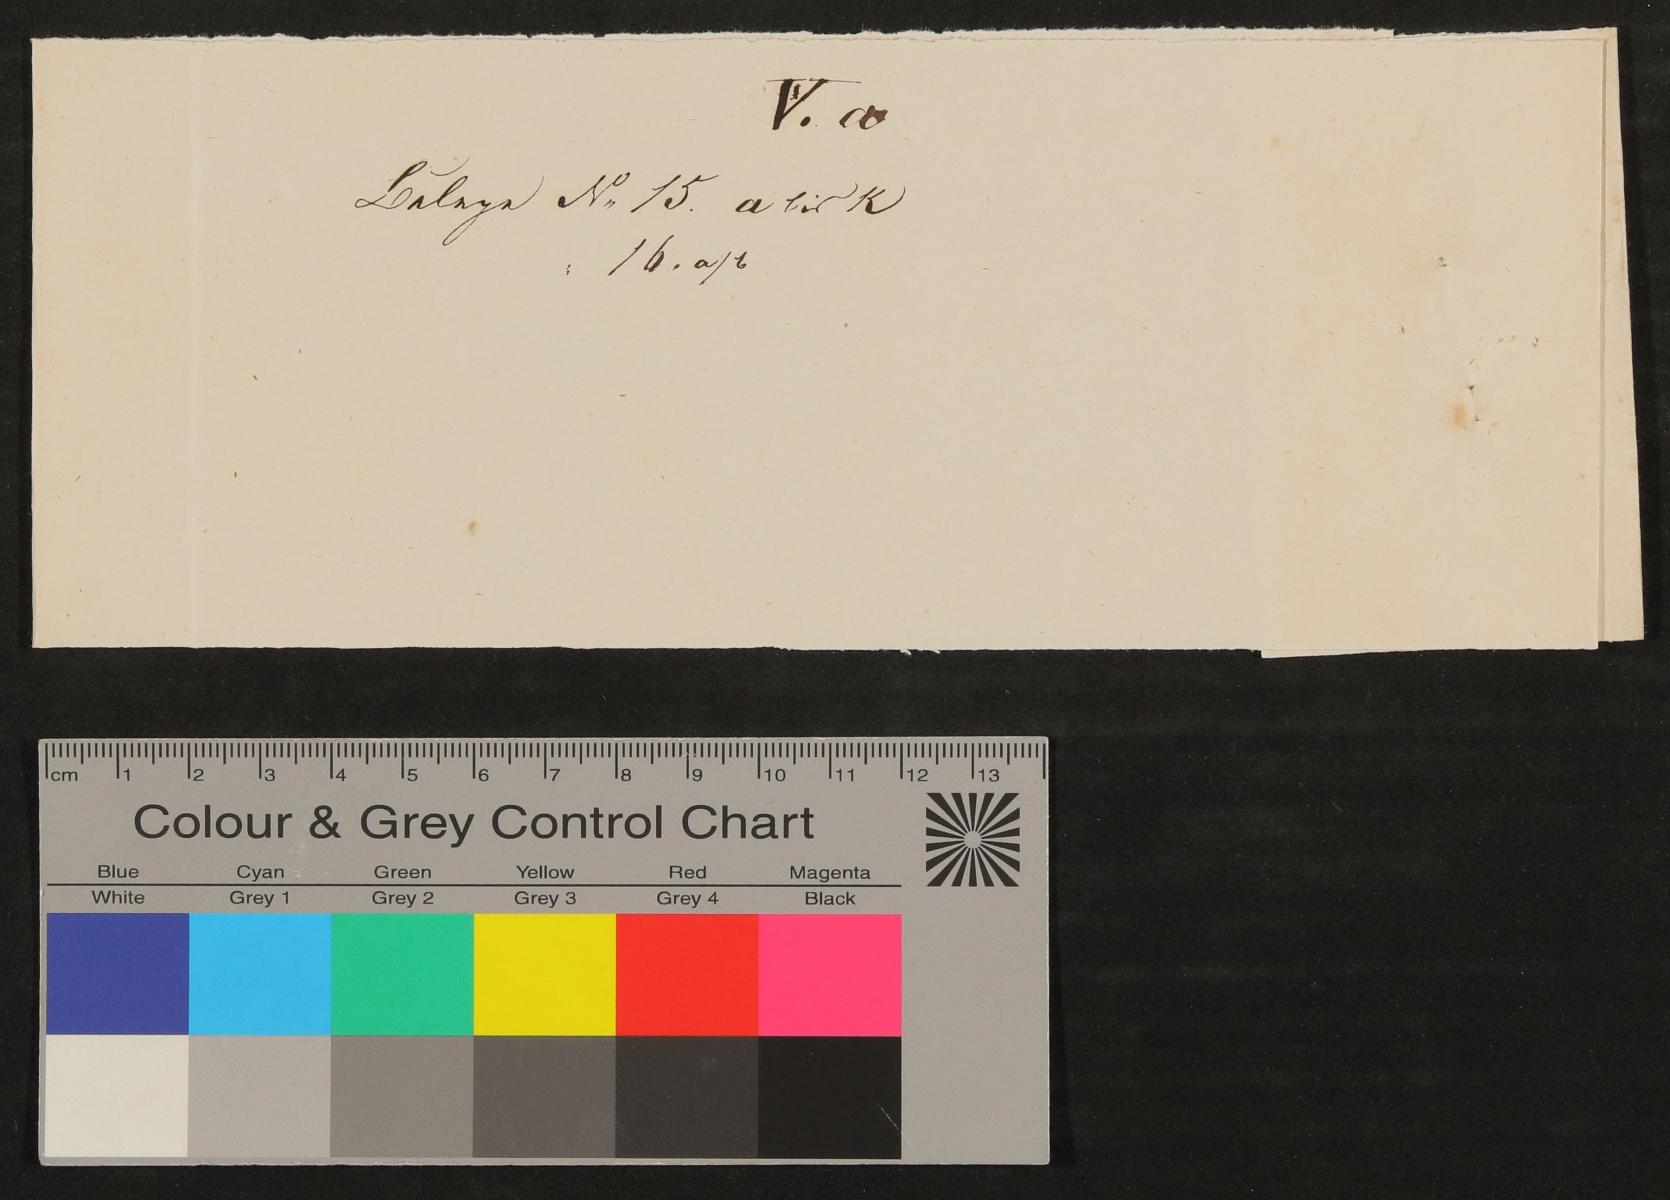 V. a
Belege No 15. a bis K
" 16. a/b
cm 1 2 3 4 5 6 7 8 9 10 11 12 13
Colour & Grey Control Chart
Blue Cyan Green Yellow Red Magenta
White Grey 1 Grey 2 Grey 3 Grey 4 Black